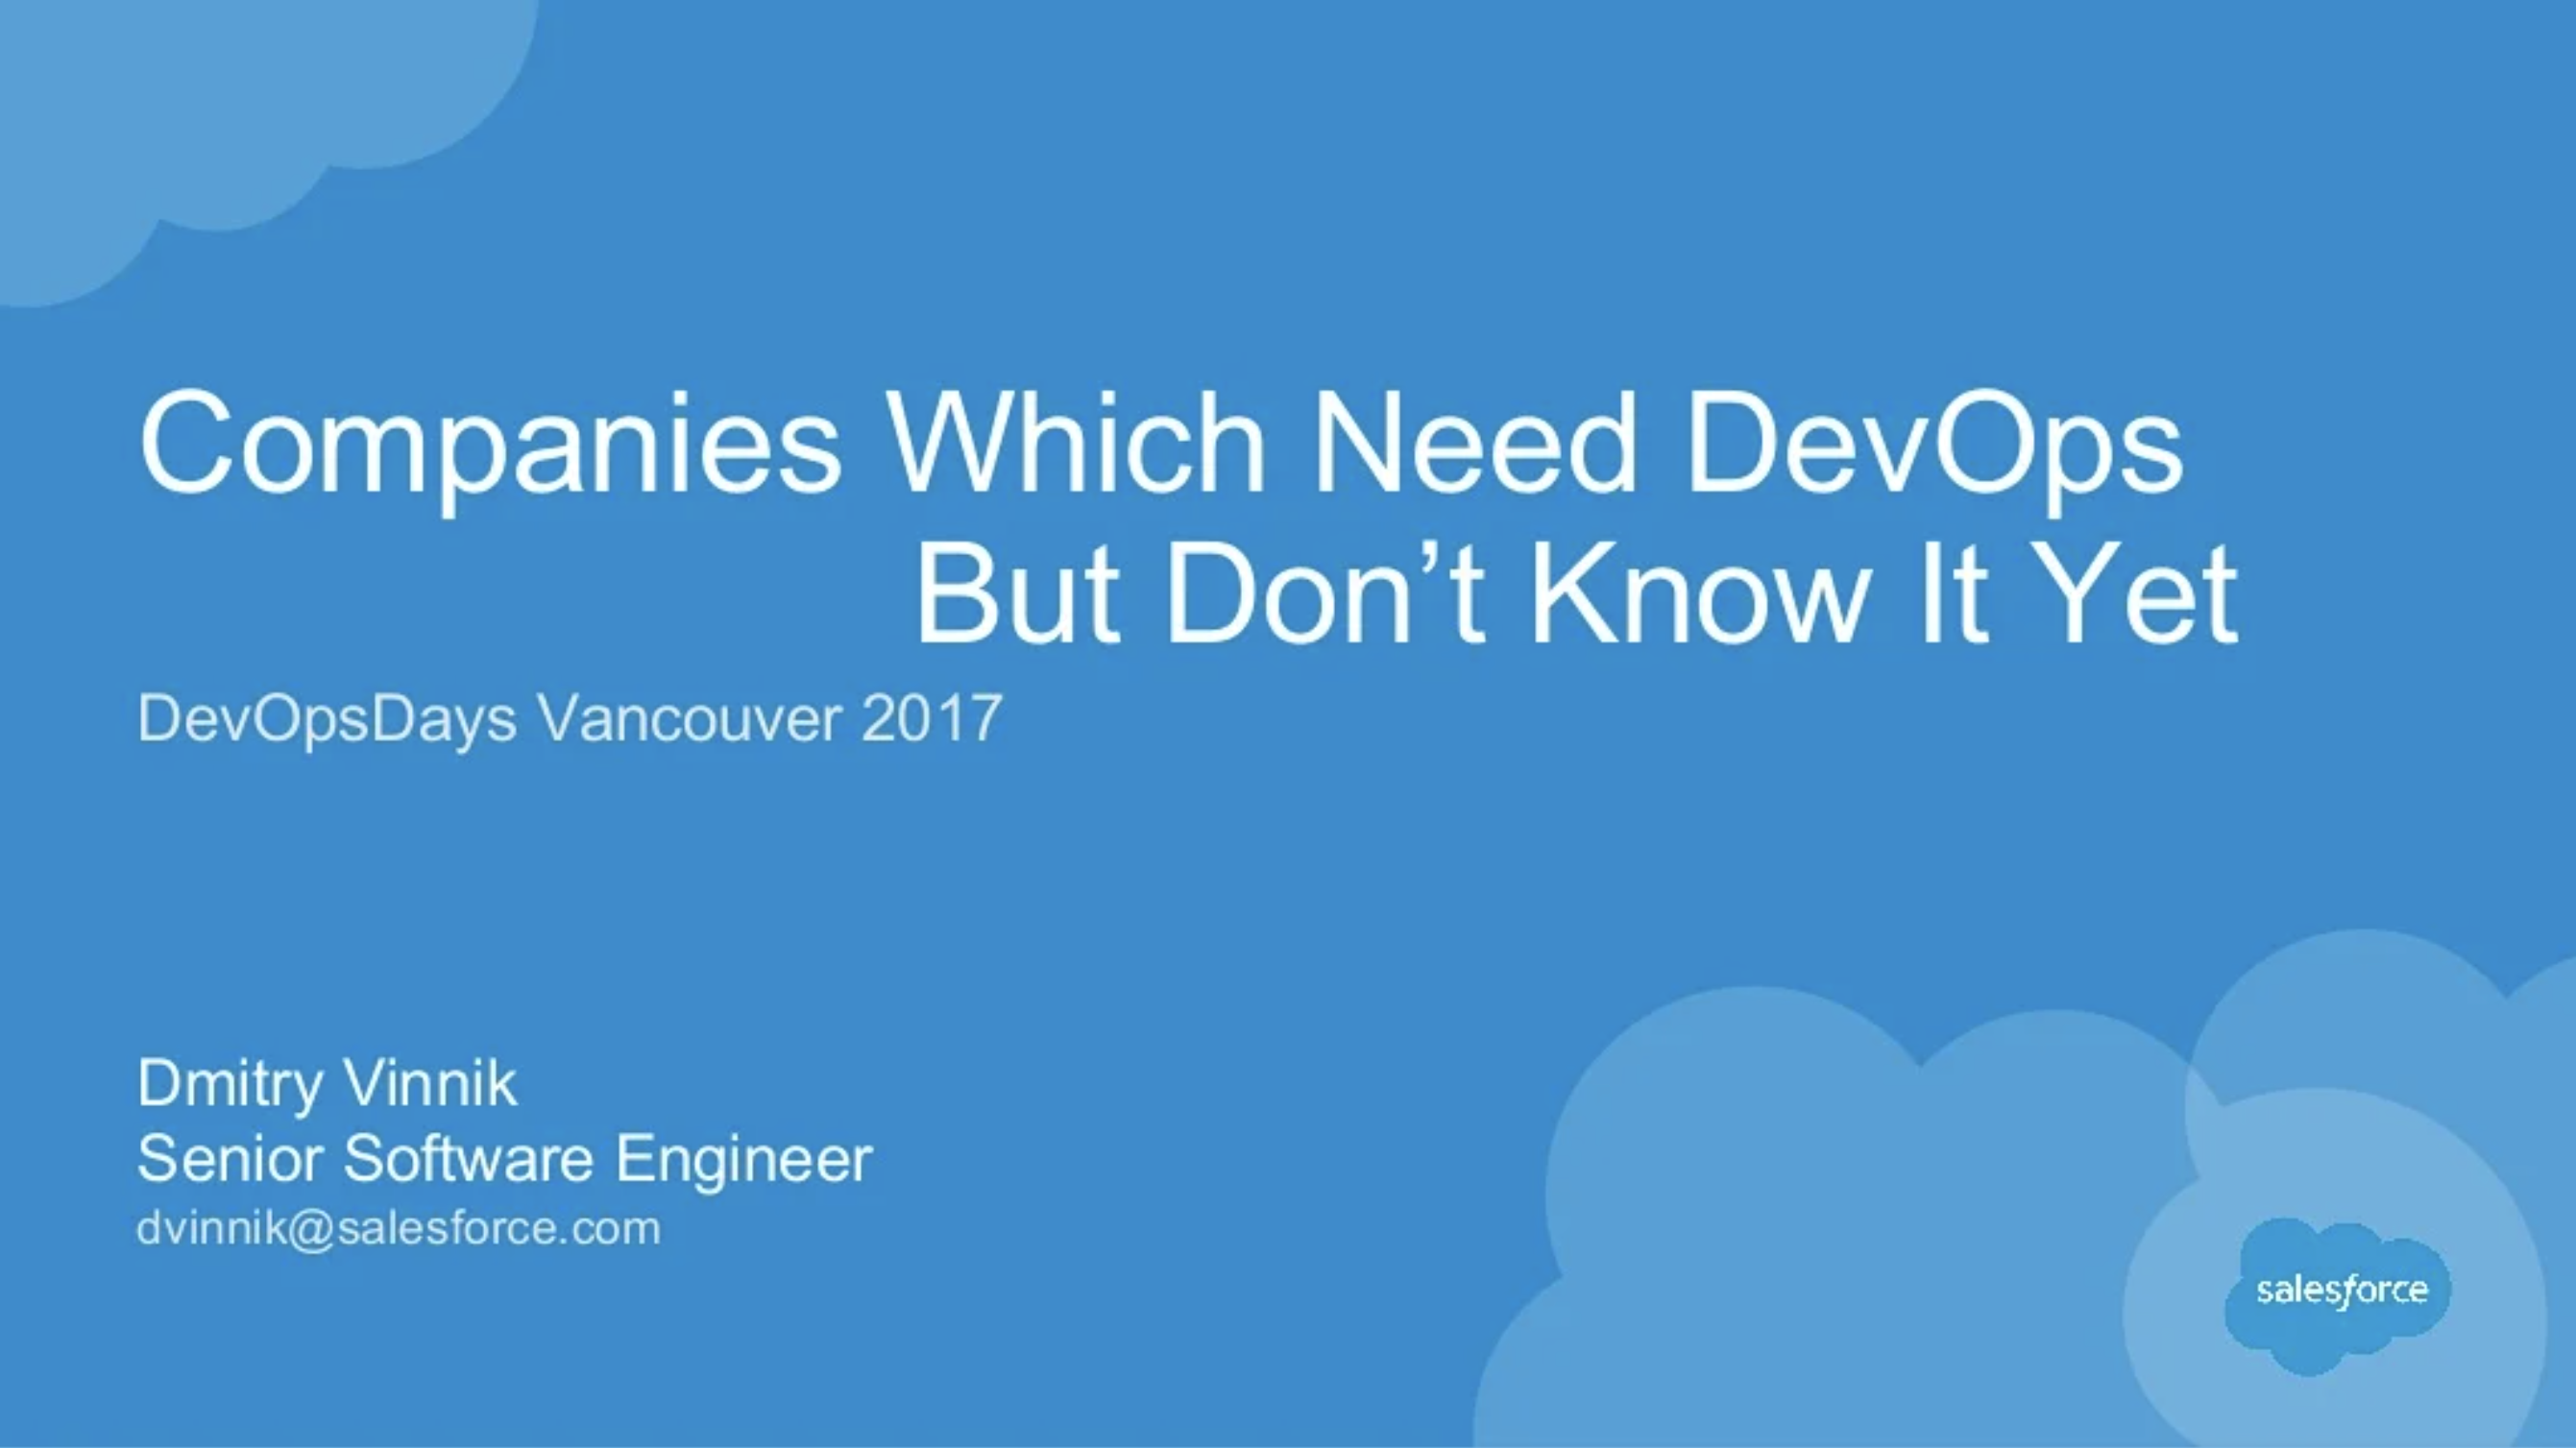 Companies Which Need DevOps
But Don’t Know It Yet
DevOpsDays Vancouver 2017
Dmitry Vinnik
Senior Software Engineer
dvinnik@salesforce.com
salesforce